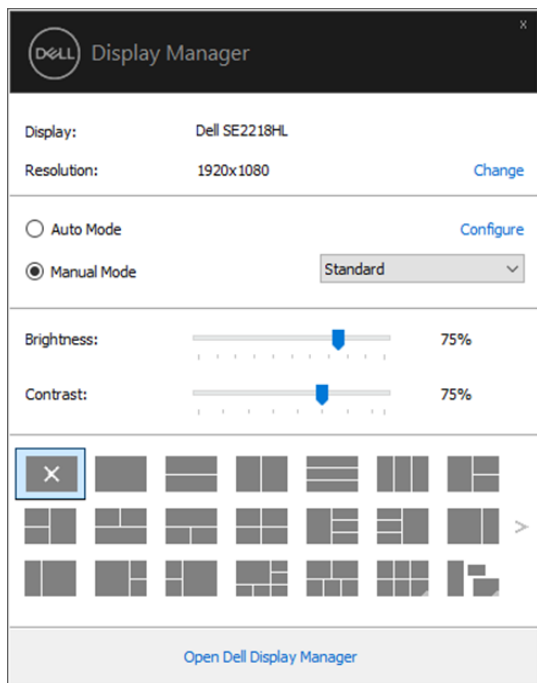 x
DELL Display Manager
Display: Dell SE2218HL
Resolution: 1920x1080 Change
Auto Mode Configure
Manual Mode Standard
Brightness: 75%
Contrast: 75%
Open Dell Display Manager